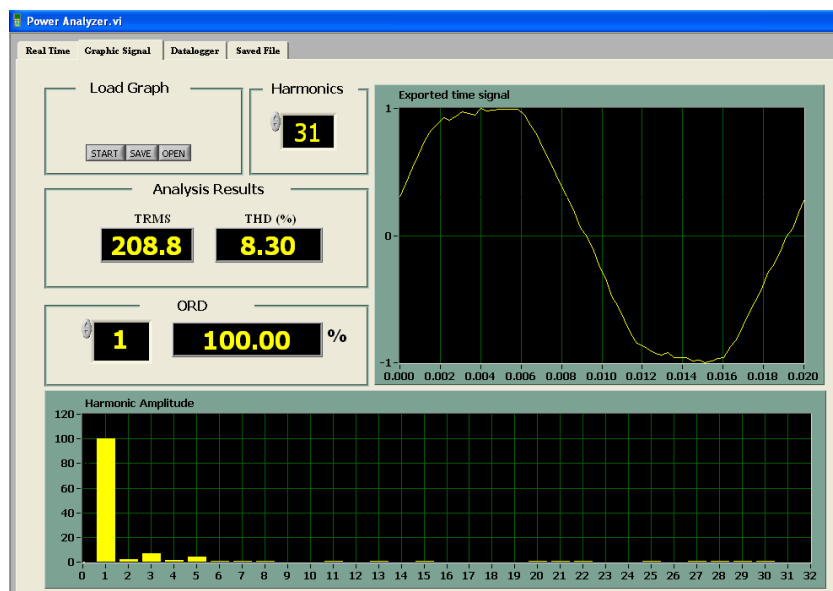 Power Analyzer.vi
Real Time Graphic Signal Datalogger Saved File
Load Graph
START SAVE OPEN
Harmonics
31
Analysis Results
TRMS THD (%)
208.8 8.30
ORD
1 100.00 %
Exported time signal
1
0
-1
0.000 0.002 0.004 0.006 0.008 0.010 0.012 0.014 0.016 0.018 0.020
Harmonic Amplitude
120
100
80
60
40
20
0
0 1 2 3 4 5 6 7 8 9 10 11 12 13 14 15 16 17 18 19 20 21 22 23 24 25 26 27 28 29 30 31 32